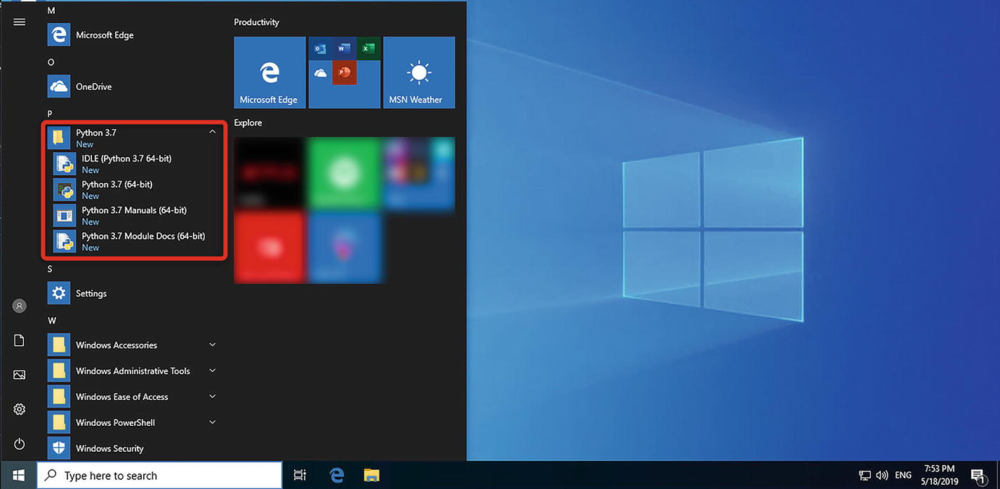 M
Microsoft Edge
O
OneDrive
P
Python 3.7
New
IDLE (Python 3.7 64-bit)
New
Python 3.7 (64-bit)
New
Python 3.7 Manuals (64-bit)
New
Python 3.7 Module Docs (64-bit)
New
S
Settings
W
Windows Accessories
Windows Administrative Tools
Windows Ease of Access
Windows PowerShell
Windows Security
Productivity
Microsoft Edge
MSN Weather
Explore
Type here to search
ENG
7:53 PM
5/18/2019
1